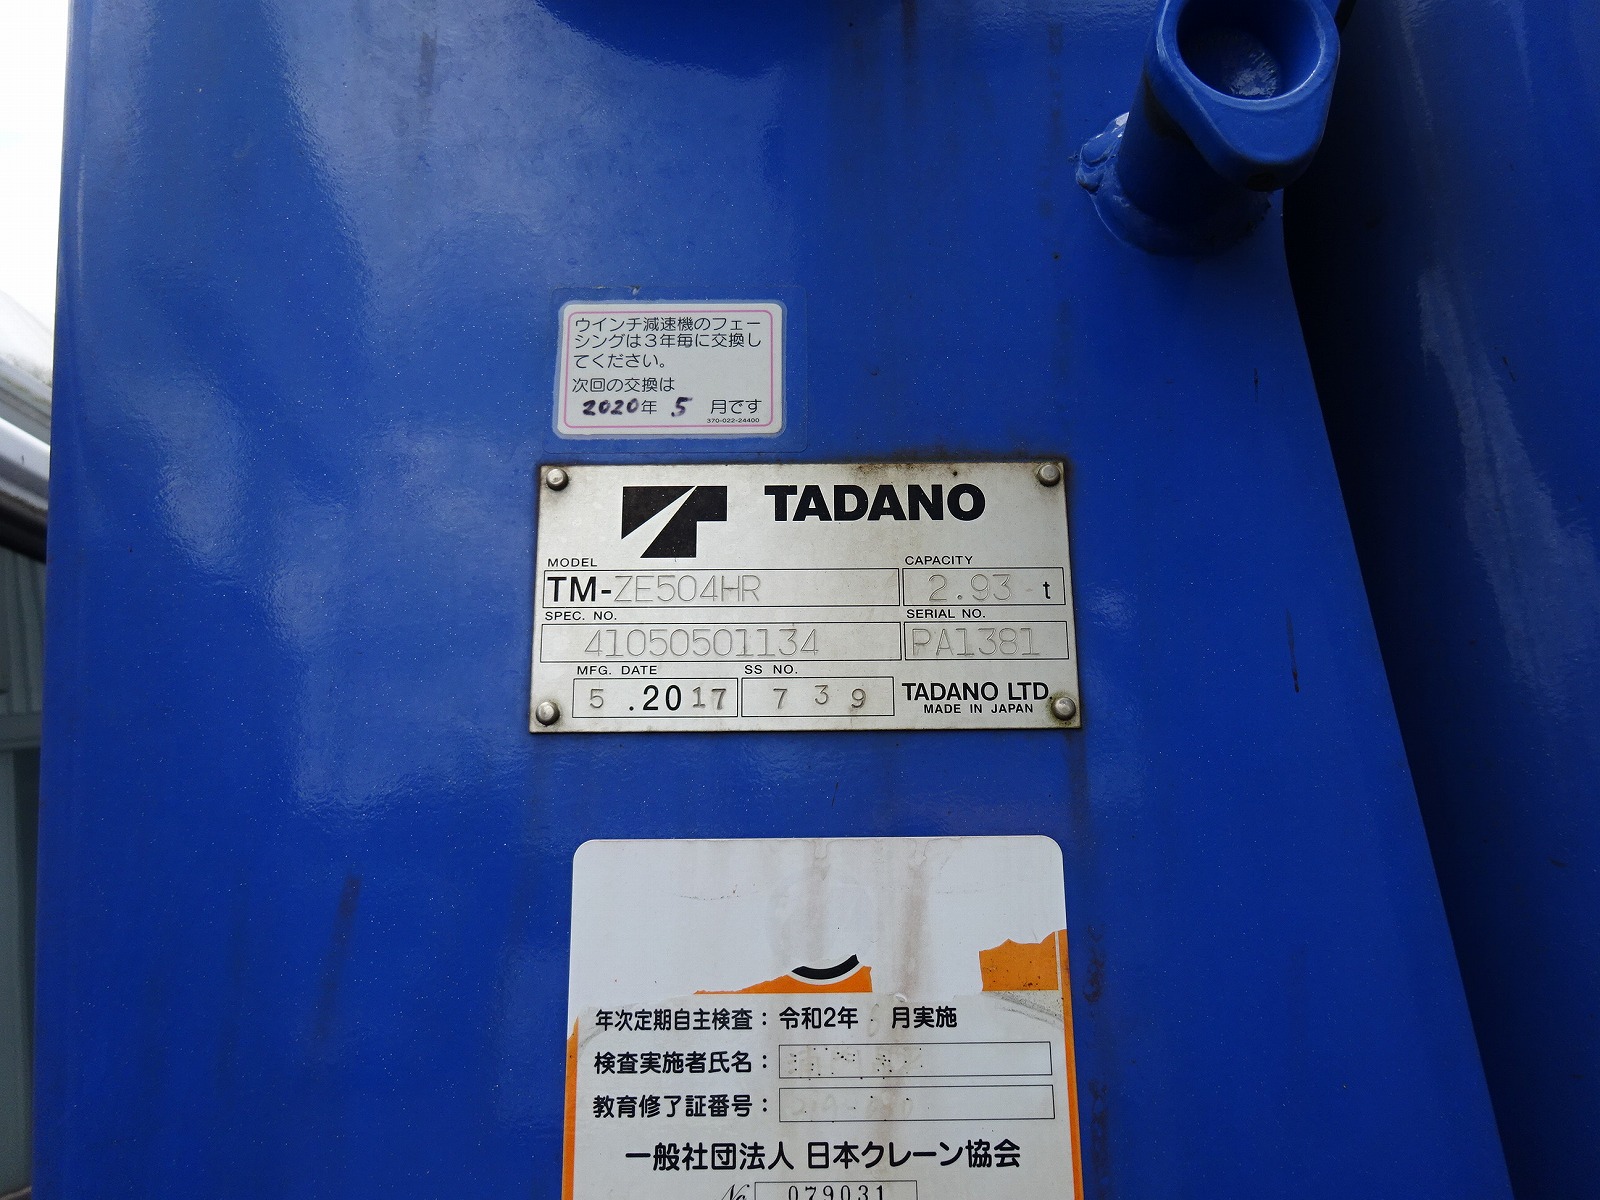 ウインチ減速機のフェー
シングは3年毎に交換し
てください。
次回の交換は
2020年 5 月です
370-022-24400
TADANO
MODEL
CAPACITY
TM-ZE504HR
2.93 t
SPEC. NO.
SERIAL NO.
41050501134
PA1381
MFG. DATE
SS NO.
5 .2017
7 3 9
TADANO LTD.
MADE IN JAPAN
年次定期自主検査：令和2年 6 月実施
検査実施者氏名：
教育修了証番号：
一般社団法人 日本クレーン協会
No 079031